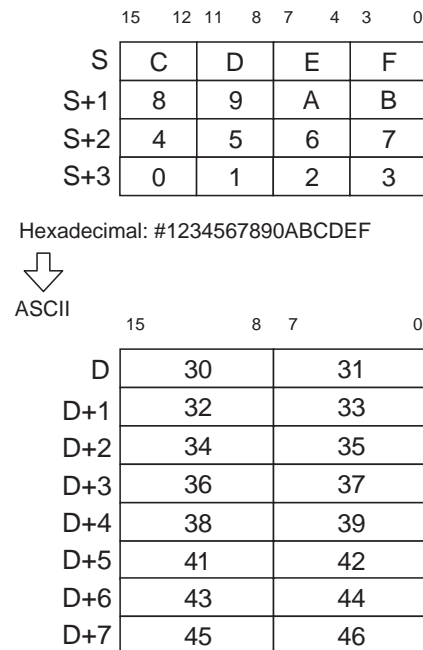 15 12 11 8 7 4 3 0
S C D E F
S+1 8 9 A B
S+2 4 5 6 7
S+3 0 1 2 3
Hexadecimal: #1234567890ABCDEF
ASCII
15 8 7 0
D 30 31
D+1 32 33
D+2 34 35
D+3 36 37
D+4 38 39
D+5 41 42
D+6 43 44
D+7 45 46